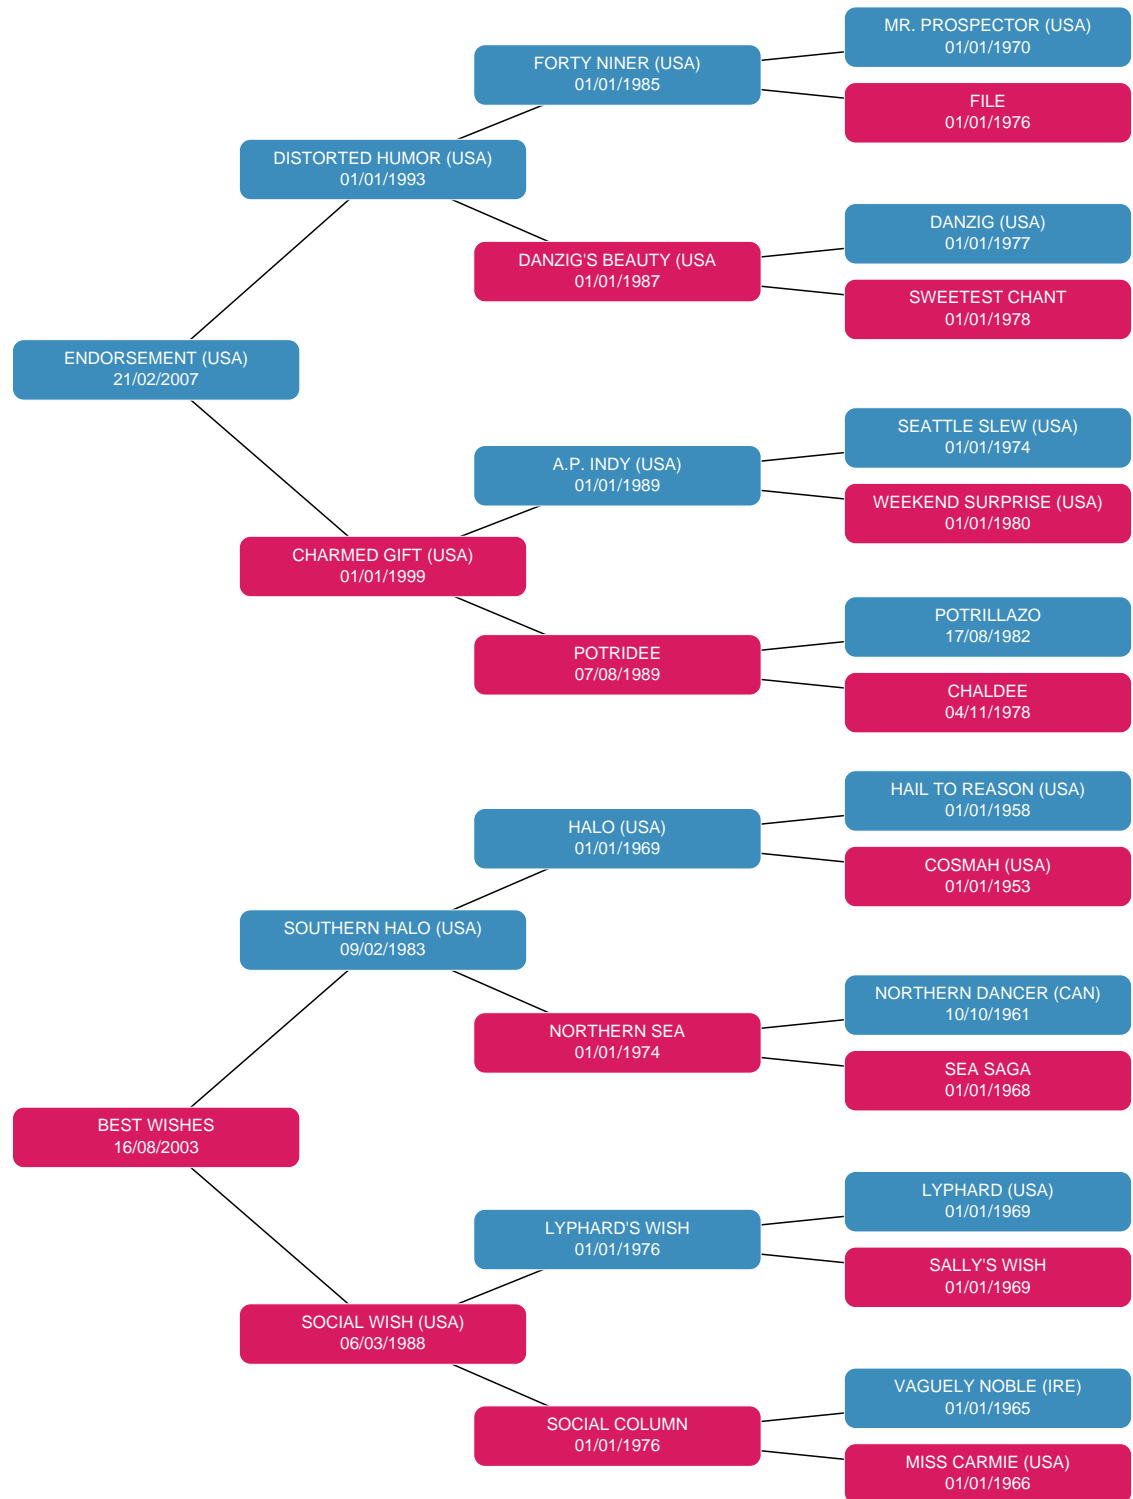 MR. PROSPECTOR (USA)
01/01/1970
FORTY NINER (USA)
01/01/1985
FILE
01/01/1976
DISTORTED HUMOR (USA)
01/01/1993
DANZIG (USA)
01/01/1977
DANZIG'S BEAUTY (USA
01/01/1987
SWEETEST CHANT
01/01/1978
ENDORSEMENT (USA)
21/02/2007
SEATTLE SLEW (USA)
01/01/1974
A.P. INDY (USA)
01/01/1989
WEEKEND SURPRISE (USA)
01/01/1980
CHARMED GIFT (USA)
01/01/1999
POTRILLAZO
17/08/1982
POTRIDEE
07/08/1989
CHALDEE
04/11/1978
HAIL TO REASON (USA)
01/01/1958
HALO (USA)
01/01/1969
COSMAH (USA)
01/01/1953
SOUTHERN HALO (USA)
09/02/1983
NORTHERN DANCER (CAN)
10/10/1961
NORTHERN SEA
01/01/1974
SEA SAGA
01/01/1968
BEST WISHES
16/08/2003
LYPHARD (USA)
01/01/1969
LYPHARD'S WISH
01/01/1976
SALLY'S WISH
01/01/1969
SOCIAL WISH (USA)
06/03/1988
VAGUELY NOBLE (IRE)
01/01/1965
SOCIAL COLUMN
01/01/1976
MISS CARMIE (USA)
01/01/1966